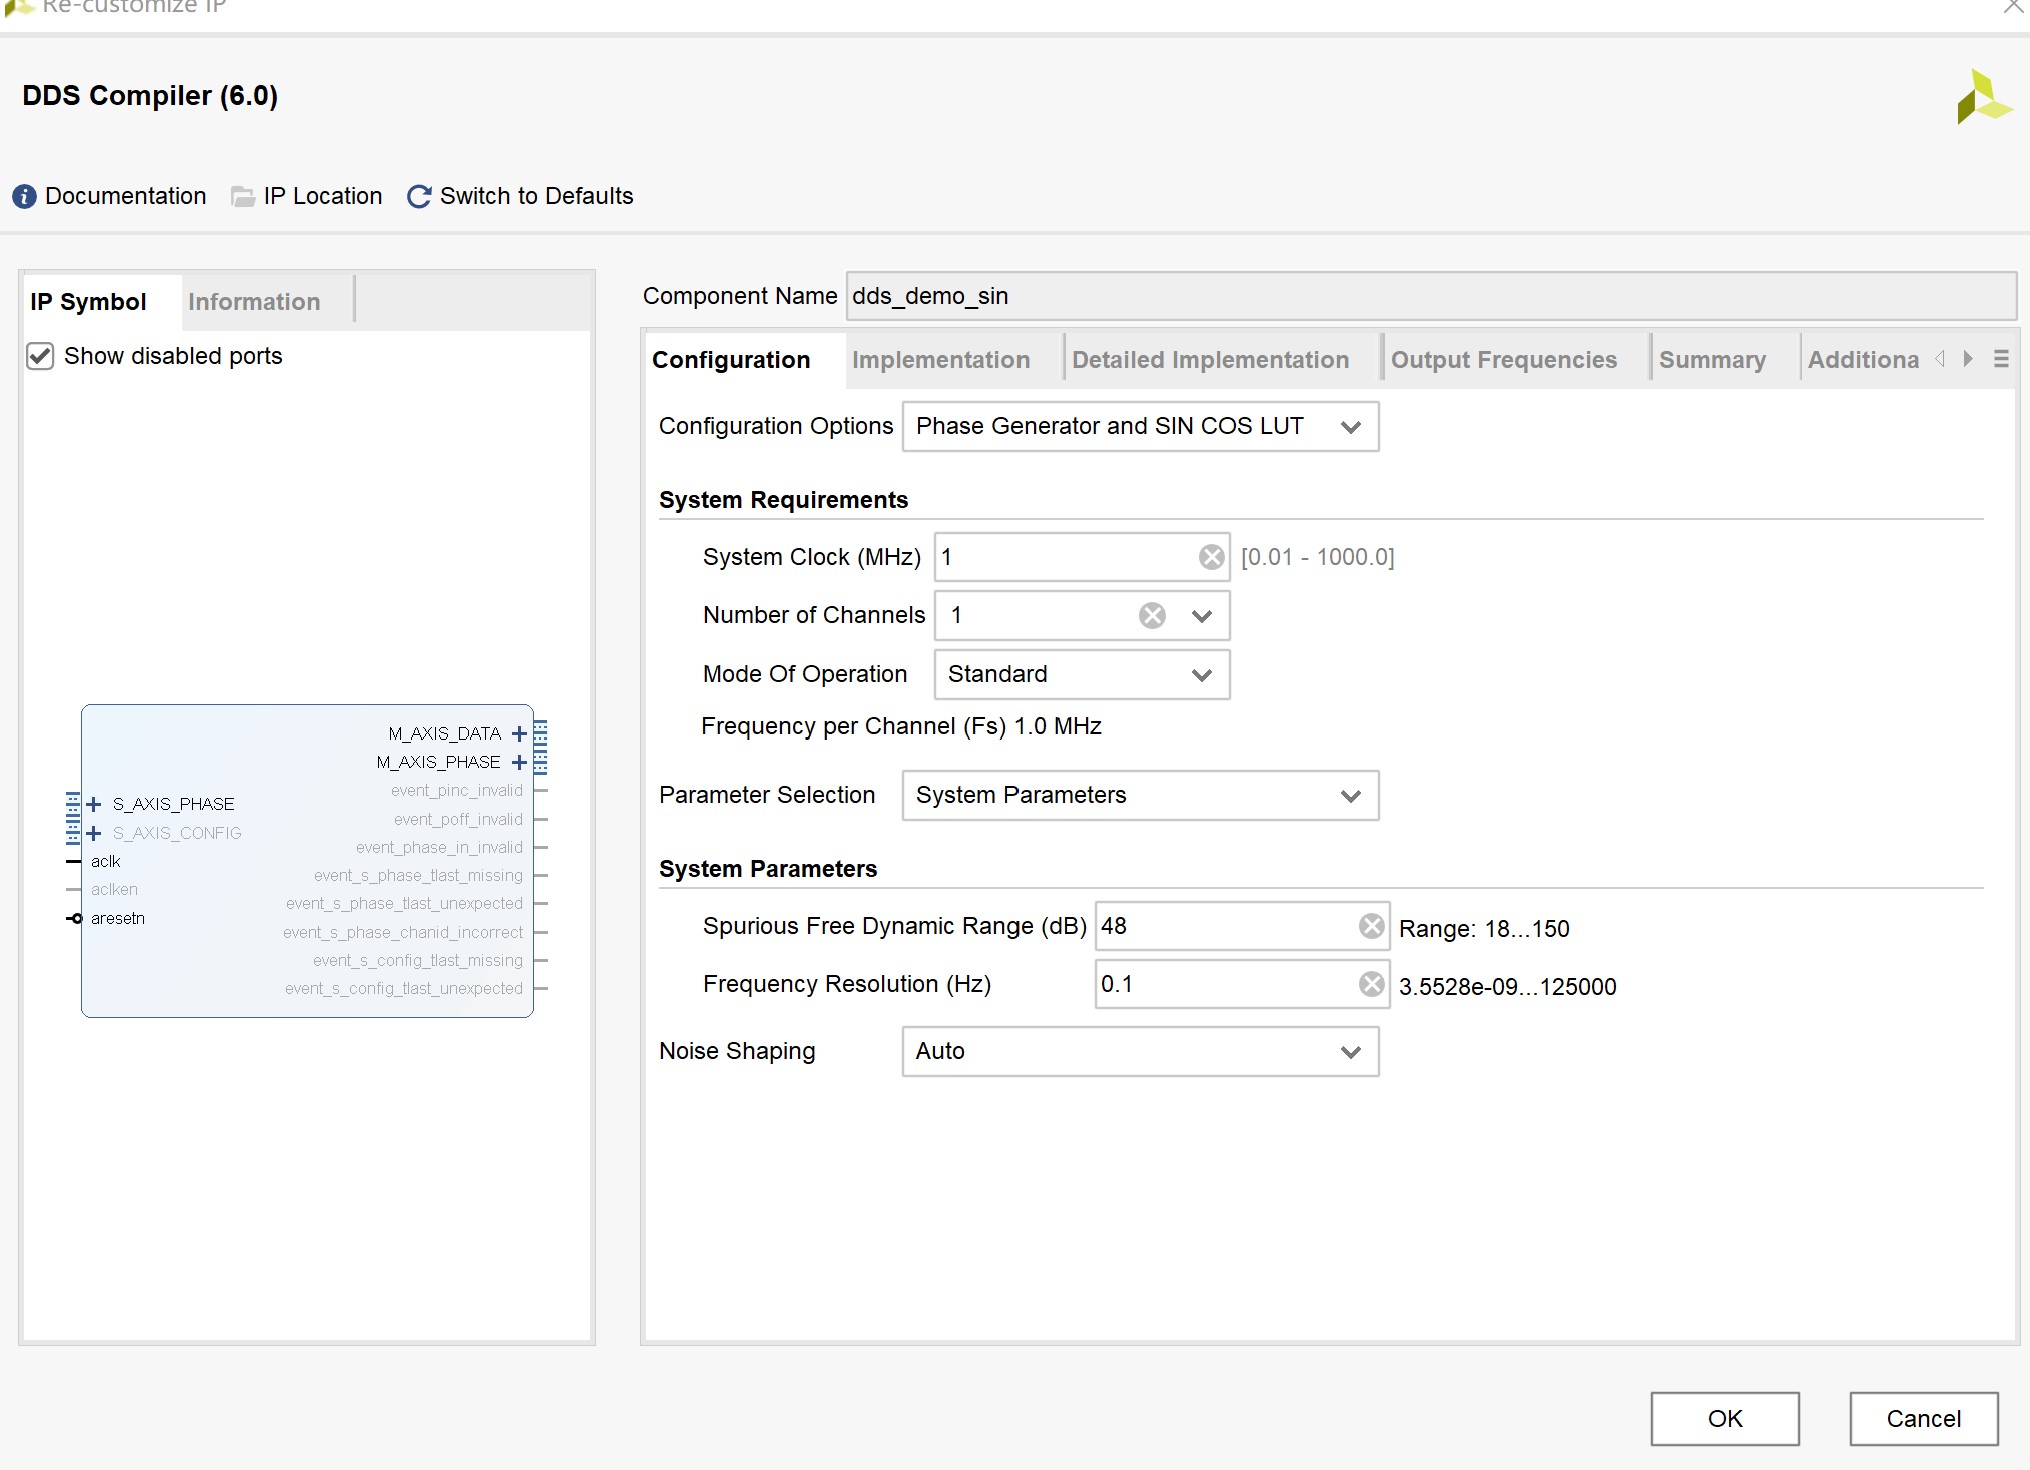 Re-customize IP
DDS Compiler (6.0)
Documentation IP Location Switch to Defaults
IP Symbol Information
Show disabled ports
M_AXIS_DATA
M_AXIS_PHASE
event_pinc_invalid
S_AXIS_PHASE
event_poff_invalid
S_AXIS_CONFIG
event_phase_in_invalid
aclk
event_s_phase_tlast_missing
aclken
event_s_phase_tlast_unexpected
aresetn
event_s_phase_chanid_incorrect
event_s_config_tlast_missing
event_s_config_tlast_unexpected
Component Name dds_demo_sin
Configuration Implementation Detailed Implementation Output Frequencies Summary Additiona
Configuration Options Phase Generator and SIN COS LUT
System Requirements
System Clock (MHz) 1 [0.01 - 1000.0]
Number of Channels 1
Mode Of Operation Standard
Frequency per Channel (Fs) 1.0 MHz
Parameter Selection System Parameters
System Parameters
Spurious Free Dynamic Range (dB) 48 Range: 18...150
Frequency Resolution (Hz) 0.1 3.5528e-09...125000
Noise Shaping Auto
OK Cancel